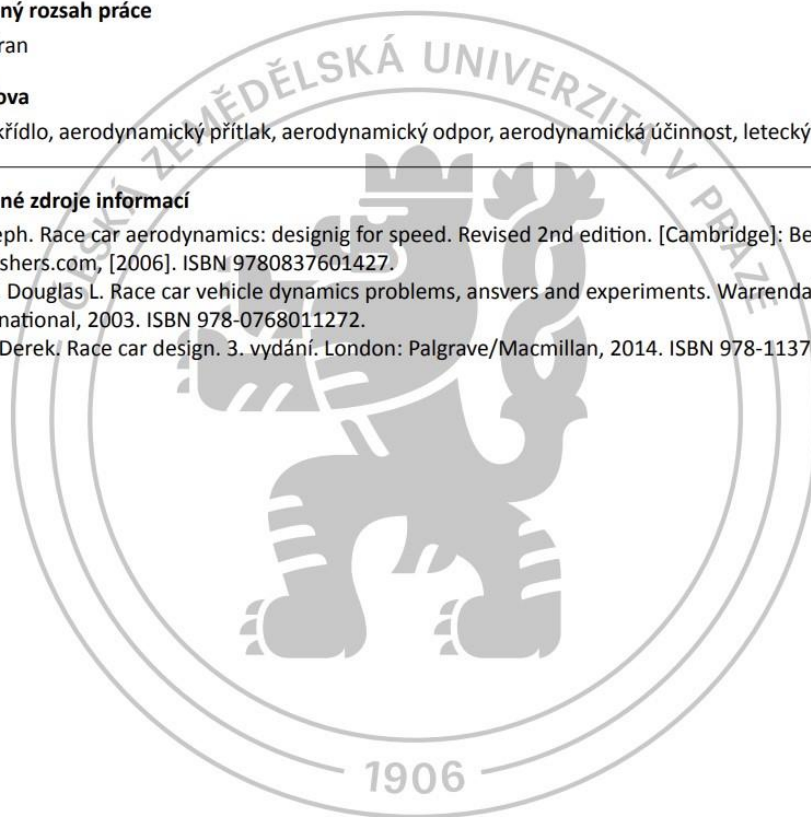 ný rozsah práce
ran
ova
křídlo, aerodynamický přítlak, aerodynamický odpor, aerodynamická účinnost, letecký
né zdroje informací
eph. Race car aerodynamics: designig for speed. Revised 2nd edition. [Cambridge]: Be
shers.com, [2006]. ISBN 9780837601427.
, Douglas L. Race car vehicle dynamics problems, ansvers and experiments. Warrenda
national, 2003. ISBN 978-0768011272.
Derek. Race car design. 3. vydání. London: Palgrave/Macmillan, 2014. ISBN 978-1137
ČESKÁ ZEMĚDĚLSKÁ UNIVERZITA V PRAZE
1906